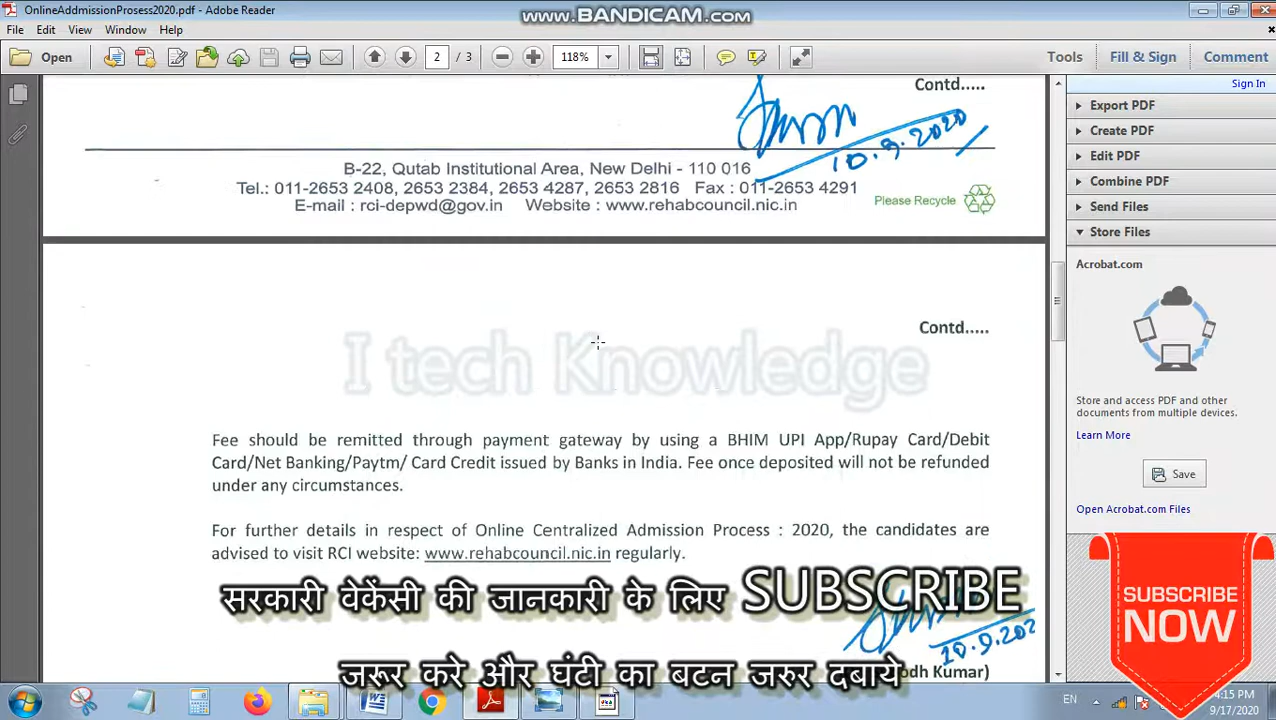 OnlineAddmissionProsess2020.pdf - Adobe Reader
www.BANDICAM.com
File Edit View Window Help
Open
2 / 3
118%
Tools Fill & Sign Comment
Sign In
Export PDF
Create PDF
Edit PDF
Combine PDF
Send Files
Store Files
Acrobat.com
Store and access PDF and other
documents from multiple devices.
Learn More
Save
Open Acrobat.com Files
Contd.....
10.9.2020
B-22, Qutab Institutional Area, New Delhi - 110 016
Tel.: 011-2653 2408, 2653 2384, 2653 4287, 2653 2816 Fax : 011-2653 4291
E-mail : rci-depwd@gov.in Website : www.rehabcouncil.nic.in
Please Recycle
Contd.....
I tech Knowledge
Fee should be remitted through payment gateway by using a BHIM UPI App/Rupay Card/Debit
Card/Net Banking/Paytm/ Card Credit issued by Banks in India. Fee once deposited will not be refunded
under any circumstances.
For further details in respect of Online Centralized Admission Process : 2020, the candidates are
advised to visit RCI website: www.rehabcouncil.nic.in regularly.
सरकारी वेकेंसी की जानकारी के लिए SUBSCRIBE
10.9.202
जरूर करे और घंटी का बटन जरुर दबाये
odh Kumar)
SUBSCRIBE
NOW
EN
4:15 PM
9/17/2020